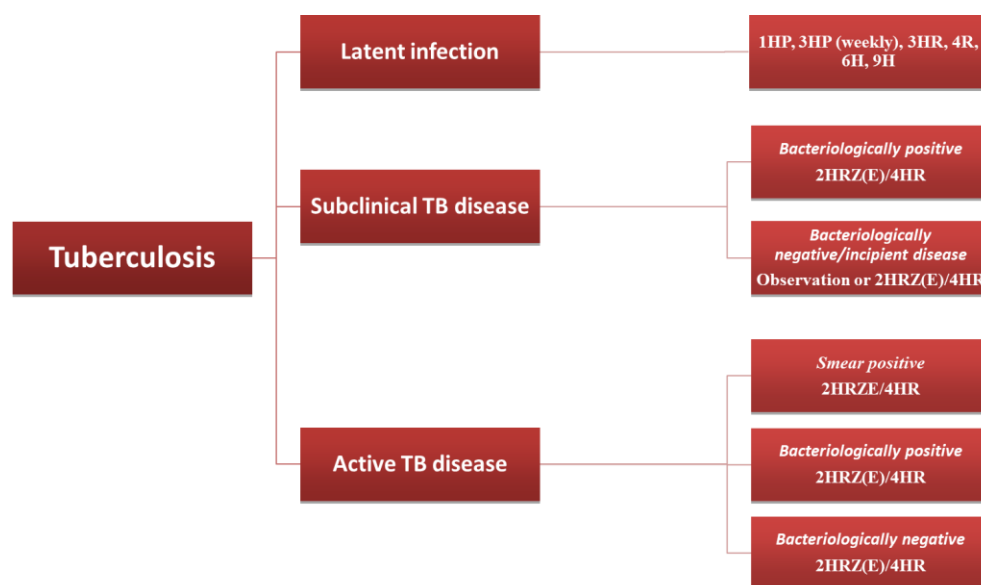 Tuberculosis
Latent infection
1HP, 3HP (weekly), 3HR, 4R,
6H, 9H
Subclinical TB disease
Bacteriologically positive
2HRZ(E)/4HR
Bacteriologically
negative/incipient disease
Observation or 2HRZ(E)/4HR
Active TB disease
Smear positive
2HRZE/4HR
Bacteriologically positive
2HRZ(E)/4HR
Bacteriologically negative
2HRZ(E)/4HR